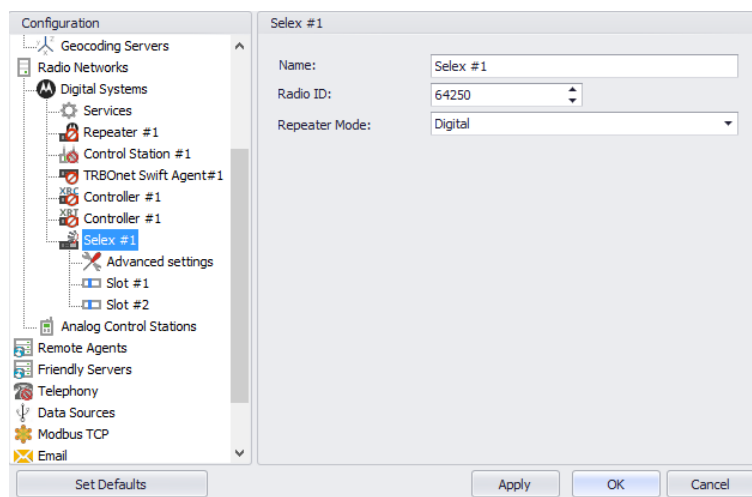 Configuration
Geocoding Servers
Radio Networks
Digital Systems
Services
Repeater #1
Control Station #1
TRBOnet Swift Agent#1
XRC Controller #1
XRT Controller #1
Selex #1
Advanced settings
Slot #1
Slot #2
Analog Control Stations
Remote Agents
Friendly Servers
Telephony
Data Sources
Modbus TCP
Email
Selex #1
Name: Selex #1
Radio ID: 64250
Repeater Mode: Digital
Set Defaults Apply OK Cancel